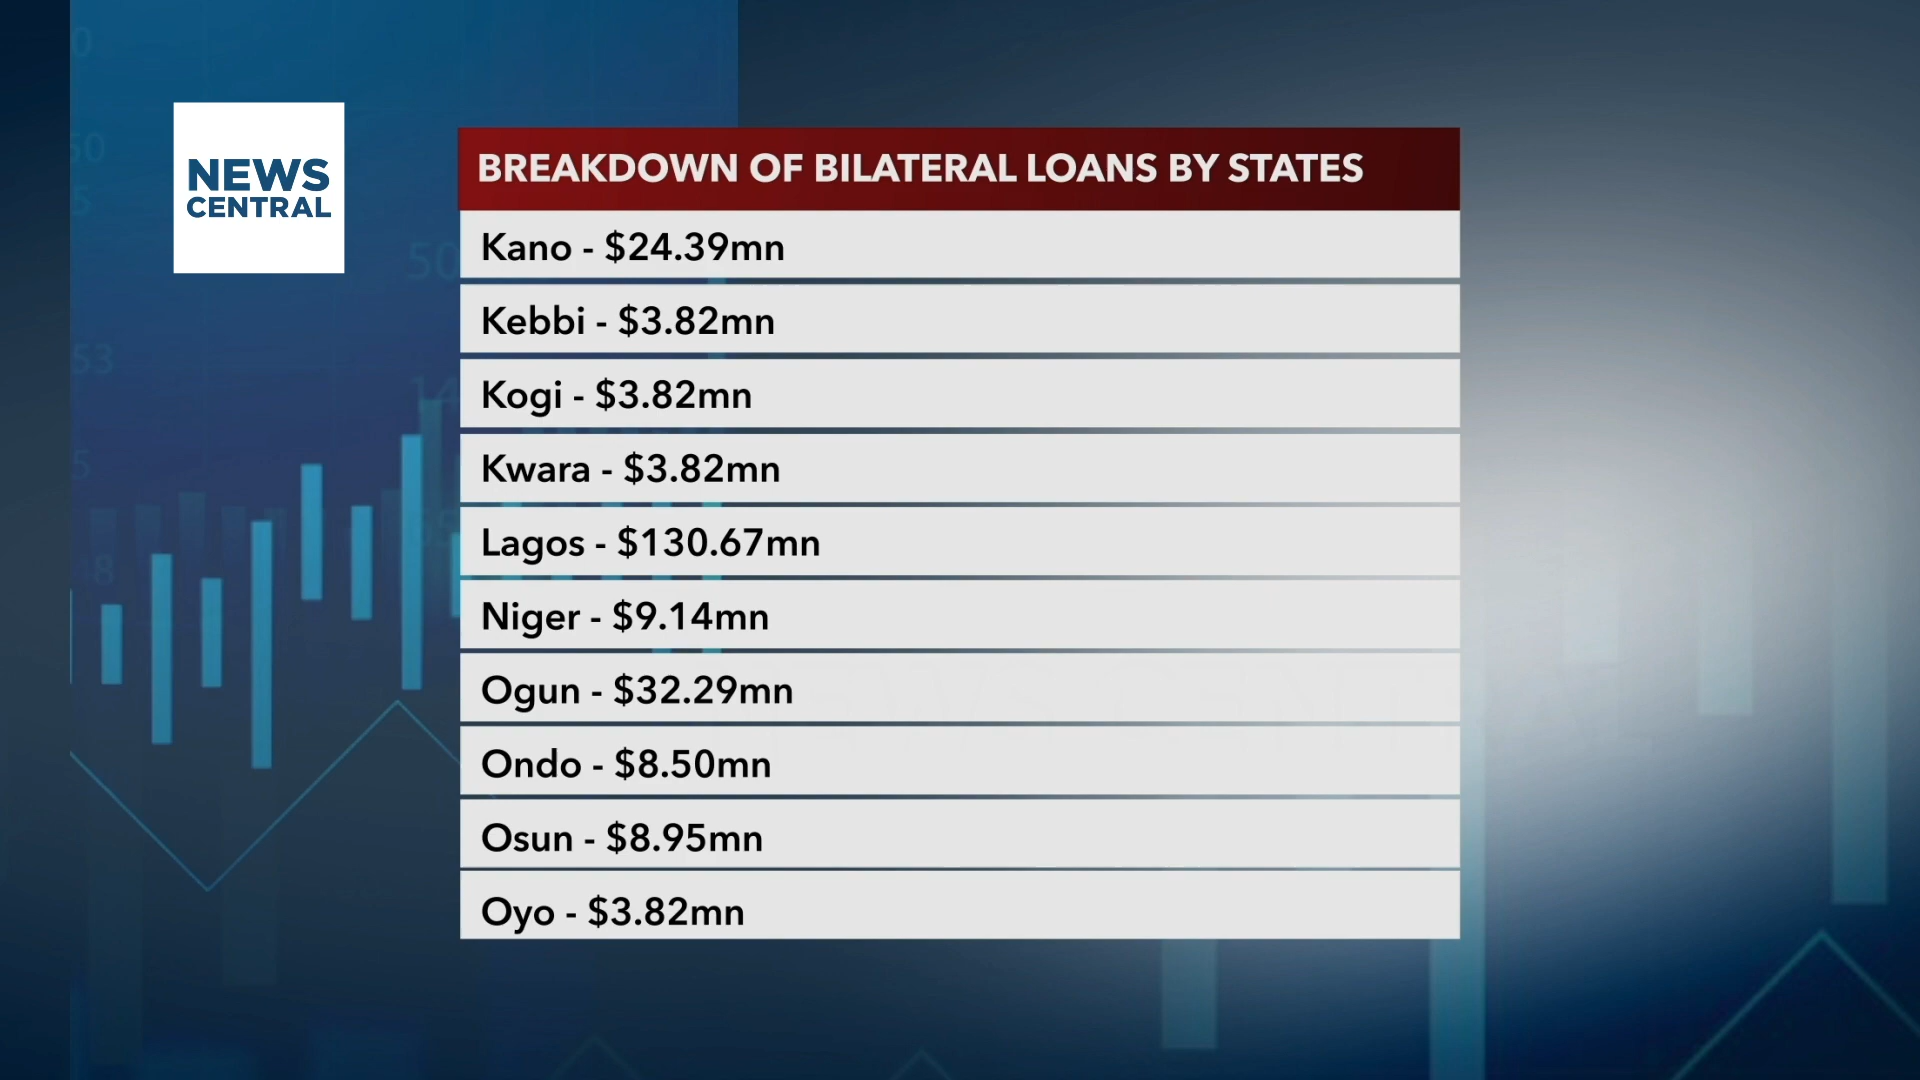 NEWS
CENTRAL
BREAKDOWN OF BILATERAL LOANS BY STATES
Kano - $24.39mn
Kebbi - $3.82mn
Kogi - $3.82mn
Kwara - $3.82mn
Lagos - $130.67mn
Niger - $9.14mn
Ogun - $32.29mn
Ondo - $8.50mn
Osun - $8.95mn
Oyo - $3.82mn